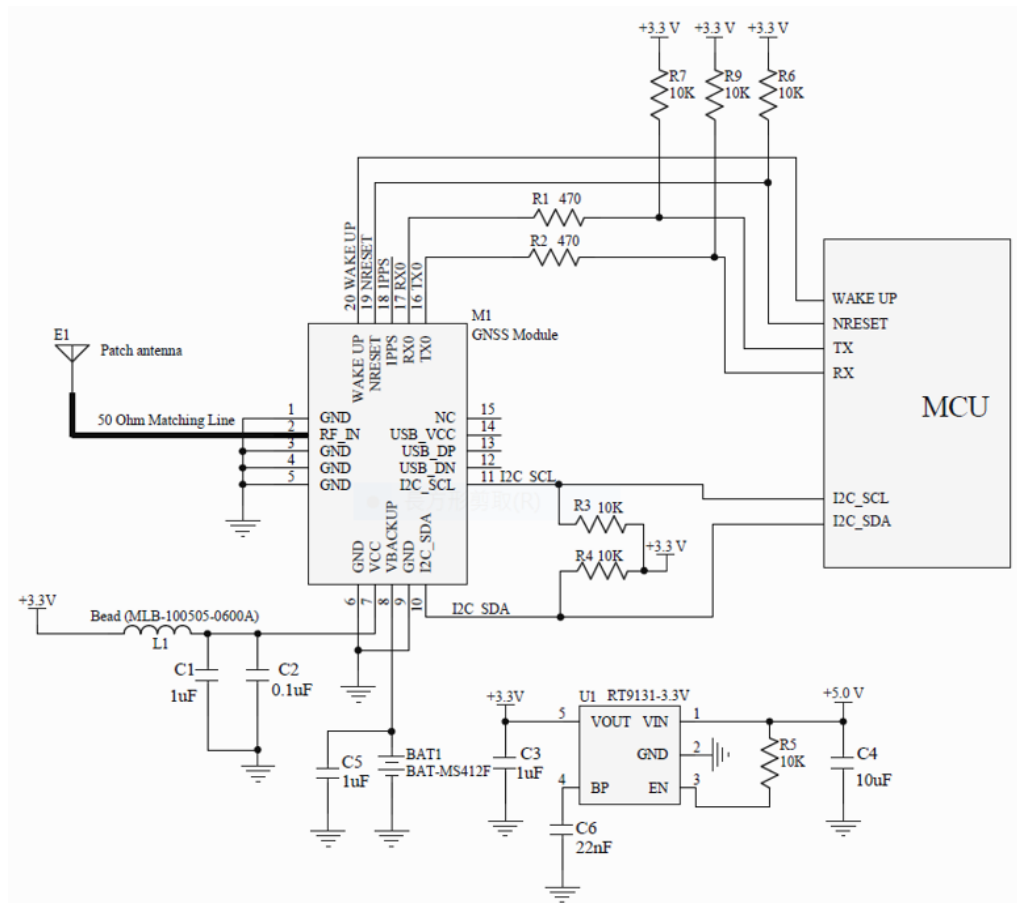 +3.3 V
+3.3 V
+3.3 V
R7
10K
R9
10K
R6
10K
R1 470
R2 470
20 WAKE UP
19 NRESET
18 1PPS
17 RX0
16 TX0
M1
GNSS Module
WAKE UP
NRESET
1PPS
RX0
TX0
E1
Patch antenna
50 Ohm Matching Line
1
2
3
4
5
GND
RF_IN
GND
GND
GND
NC
USB_VCC
USB_DP
USB_DN
I2C_SCL
15
14
13
12
11 I2C_SCL
GND
VCC
VBACKUP
GND
I2C_SDA
6
7
8
9
10
I2C_SDA
WAKE UP
NRESET
TX
RX
MCU
I2C_SCL
I2C_SDA
R3 10K
R4 10K
+3.3 V
+3.3V
Bead (MLB-100505-0600A)
L1
C1
1uF
C2
0.1uF
C5
1uF
BAT1
BAT-MS412F
+3.3V
U1 RT9131-3.3V
+5.0 V
5
VOUT VIN
1
GND
2
4
BP
EN
3
C3
1uF
R5
10K
C4
10uF
C6
22nF